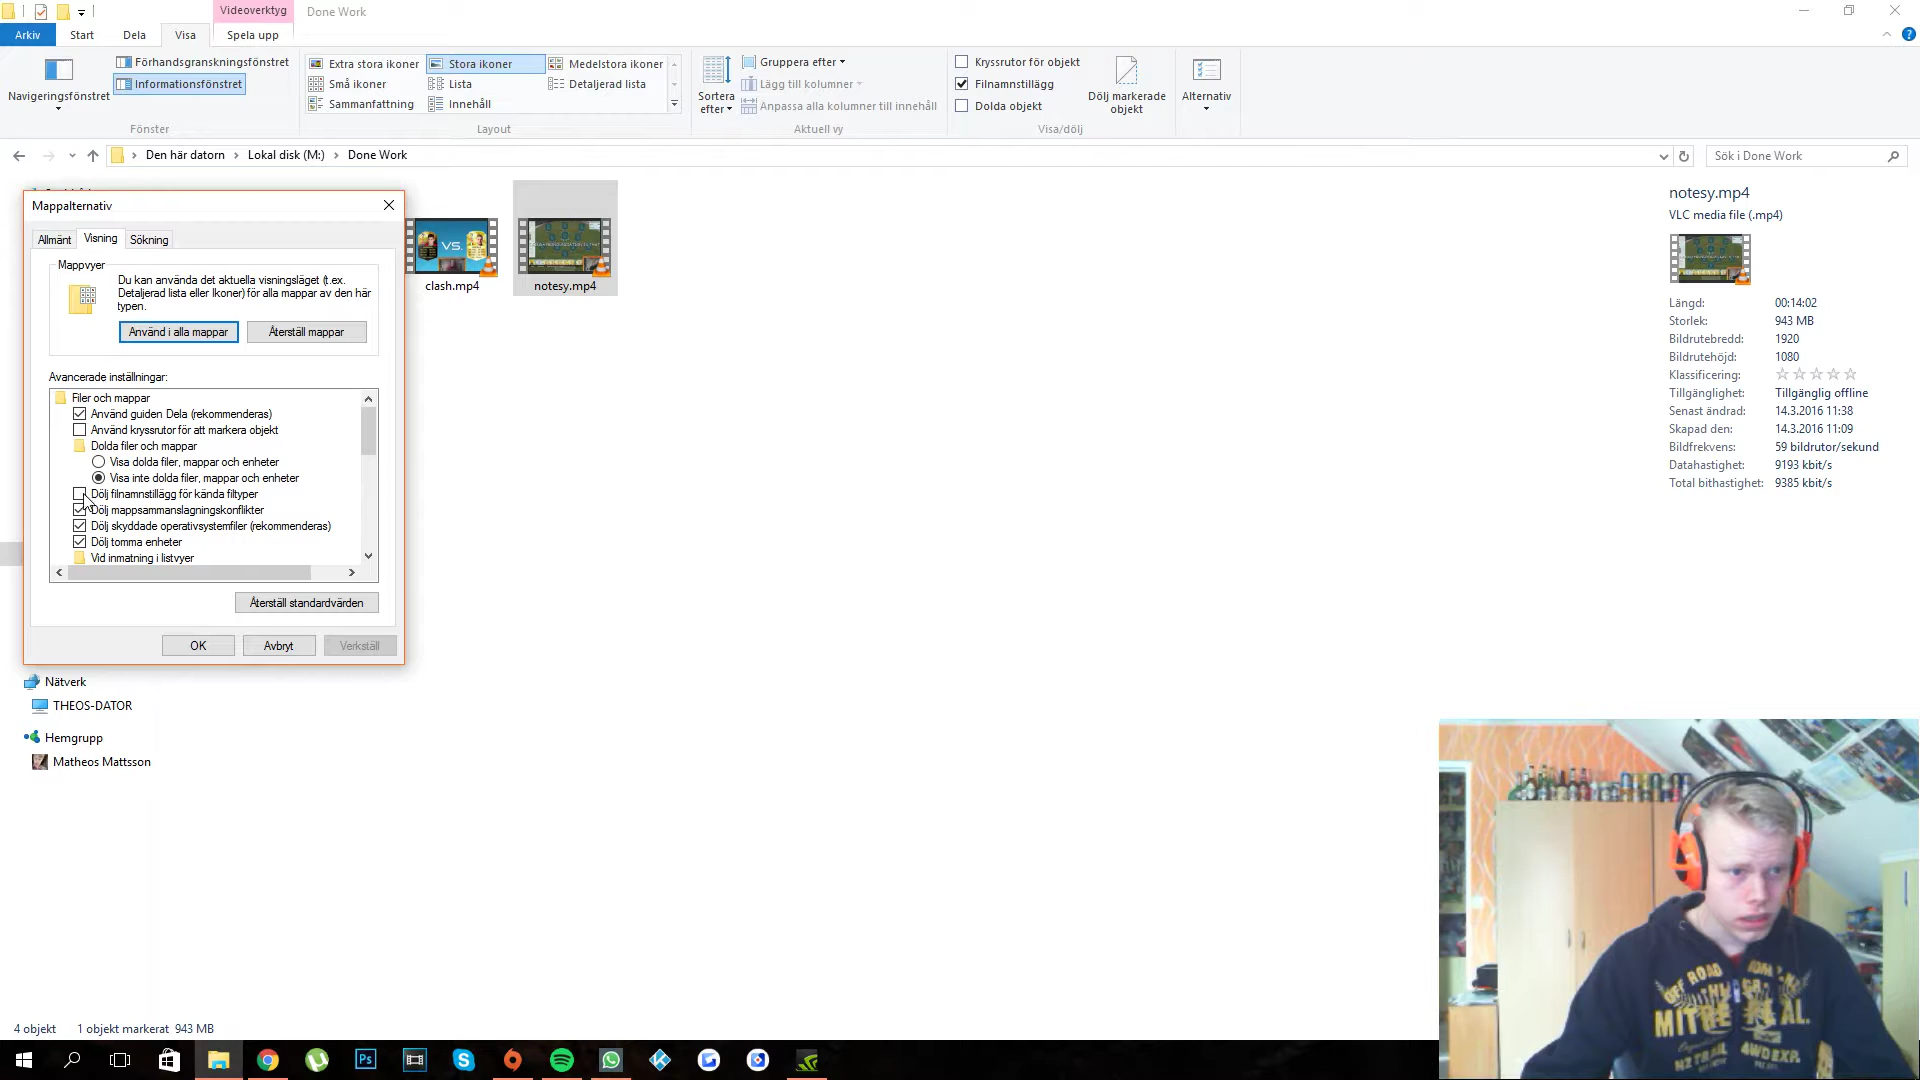 Videoverktyg
Done Work
Arkiv
Start
Dela
Visa
Spela upp
Navigeringsfönstret
Förhandsgranskningsfönstret
Informationsfönstret
Fönster
Extra stora ikoner
Stora ikoner
Medelstora ikoner
Små ikoner
Lista
Detaljerad lista
Sammanfattning
Innehåll
Layout
Sortera
efter
Gruppera efter
Lägg till kolumner
Anpassa alla kolumner till innehåll
Aktuell vy
Kryssrutor för objekt
Filnamnstillägg
Dolda objekt
Dölj markerade
objekt
Visa/dölj
Alternativ
Den här datorn
Lokal disk (M:)
Done Work
Sök i Done Work
Mappalternativ
Allmänt
Visning
Sökning
Mappvyer
Du kan använda det aktuella visningsläget (t.ex.
Detaljerad lista eller Ikoner) för alla mappar av den här
typen.
Använd i alla mappar
Återställ mappar
Avancerade inställningar:
Filer och mappar
Använd guiden Dela (rekommenderas)
Använd kryssrutor för att markera objekt
Dolda filer och mappar
Visa dolda filer, mappar och enheter
Visa inte dolda filer, mappar och enheter
Dölj filnamnstillägg för kända filtyper
Dölj mappsammanslagningskonflikter
Dölj skyddade operativsystemfiler (rekommenderas)
Dölj tomma enheter
Vid inmatning i listvyer
Återställ standardvärden
OK
Avbryt
Verkställ
VS.
clash.mp4
notesy.mp4
notesy.mp4
VLC media file (.mp4)
Längd: 00:14:02
Storlek: 943 MB
Bildrutebredd: 1920
Bildrutehöjd: 1080
Klassificering:
Tillgänglighet: Tillgänglig offline
Senast ändrad: 14.3.2016 11:38
Skapad den: 14.3.2016 11:09
Bildfrekvens: 59 bildrutor/sekund
Datahastighet: 9193 kbit/s
Total bithastighet: 9385 kbit/s
Nätverk
THEOS-DATOR
Hemgrupp
Matheos Mattsson
4 objekt
1 objekt markerat 943 MB
Ps
OFF ROAD